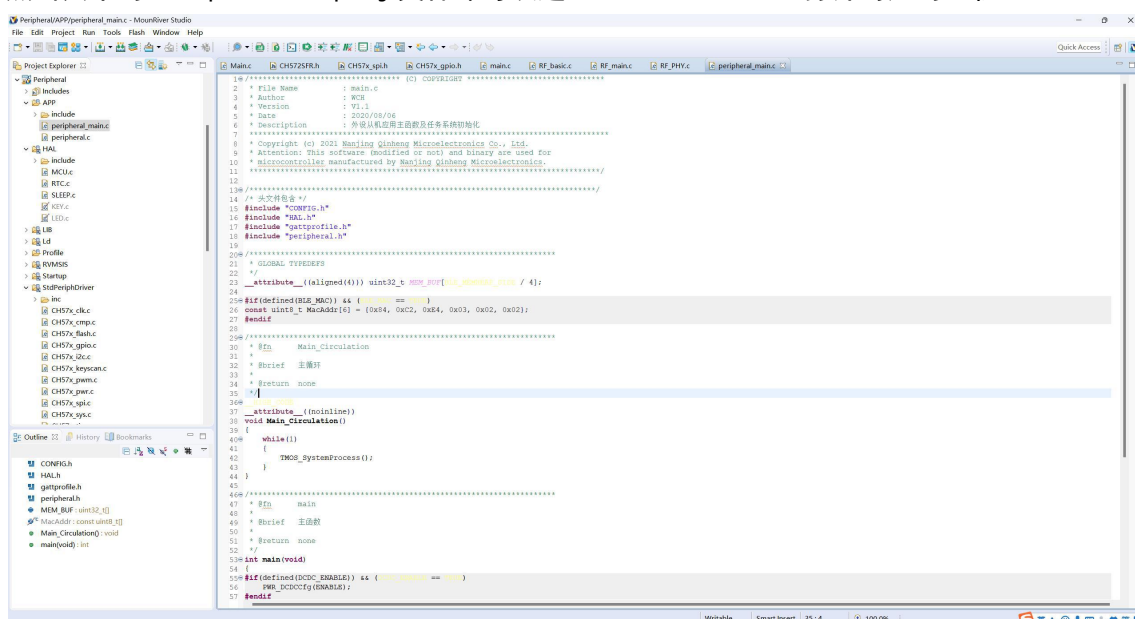 Peripheral/APP/peripheral_main.c - MounRiver Studio
File Edit Project Run Tools Flash Window Help
Quick Access
Project Explorer
Main.c CH572SFR.h CH57x_spi.h CH57x_gpio.h main.c RF_basic.c RF_main.c RF_PHY.c peripheral_main.c
Peripheral
Includes
APP
include
peripheral_main.c
peripheral.c
HAL
include
MCU.c
RTC.c
SLEEP.c
KEY.c
LED.c
LIB
Ld
Profile
RVMSIS
Startup
StdPeriphDriver
inc
CH57x_clk.c
CH57x_cmp.c
CH57x_flash.c
CH57x_gpio.c
CH57x_i2c.c
CH57x_keyscan.c
CH57x_pwm.c
CH57x_pwr.c
CH57x_spi.c
CH57x_sys.c
Outline History Bookmarks
CONFIG.h
HAL.h
gattprofile.h
peripheral.h
MEM_BUF : uint32_t[]
MacAddr : const uint8_t[]
Main_Circulation() : void
main(void) : int
1 /********************************** (C) COPYRIGHT *******************************
2 * File Name : main.c
3 * Author : WCH
4 * Version : V1.1
5 * Date : 2020/08/06
6 * Description : 外设从机应用主函数及任务系统初始化
7 *********************************************************************************
8 * Copyright (c) 2021 Nanjing Qinheng Microelectronics Co., Ltd.
9 * Attention: This software (modified or not) and binary are used for
10 * microcontroller manufactured by Nanjing Qinheng Microelectronics.
11 *******************************************************************************/
12
13 /******************************************************************************/
14 /* 头文件包含 */
15 #include "CONFIG.h"
16 #include "HAL.h"
17 #include "gattprofile.h"
18 #include "peripheral.h"
19
20 /*********************************************************************
21 * GLOBAL TYPEDEFS
22 */
23 __attribute__((aligned(4))) uint32_t MEM_BUF[ / 4];
24
25 #if(defined(BLE_MAC)) && ( == )
26 const uint8_t MacAddr[6] = {0x84, 0xC2, 0xE4, 0x03, 0x02, 0x02};
27 #endif
28
29 /*********************************************************************
30 * @fn Main_Circulation
31 *
32 * @brief 主循环
33 *
34 * @return none
35 */
36
37 __attribute__((noinline))
38 void Main_Circulation()
39 {
40 while(1)
41 {
42 TMOS_SystemProcess();
43 }
44 }
45
46 /*********************************************************************
47 * @fn main
48 *
49 * @brief 主函数
50 *
51 * @return none
52 */
53 int main(void)
54 {
55 #if(defined(DCDC_ENABLE)) && ( == )
56 PWR_DCDCCfg(ENABLE);
57 #endif
Writable Smart Insert 35 : 4 100.0%